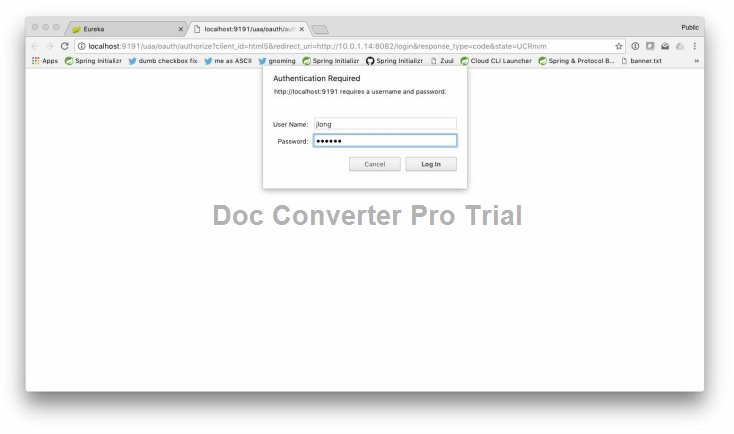 Eureka
localhost:9191/uaa/oauth/aut
Public
localhost:9191/uaa/oauth/authorize?client_id=html5&redirect_uri=http://10.0.1.14:8082/login&response_type=code&state=UCRnvm
Apps Spring Initializr dumb checkbox fix me as ASCII gnoming Spring Initializr Spring Initializr Zuul Cloud CLI Launcher Spring & Protocol B... banner.txt »
Authentication Required
http://localhost:9191 requires a username and password.
User Name: jlong
Password: ••••••
Cancel Log In
Doc Converter Pro Trial